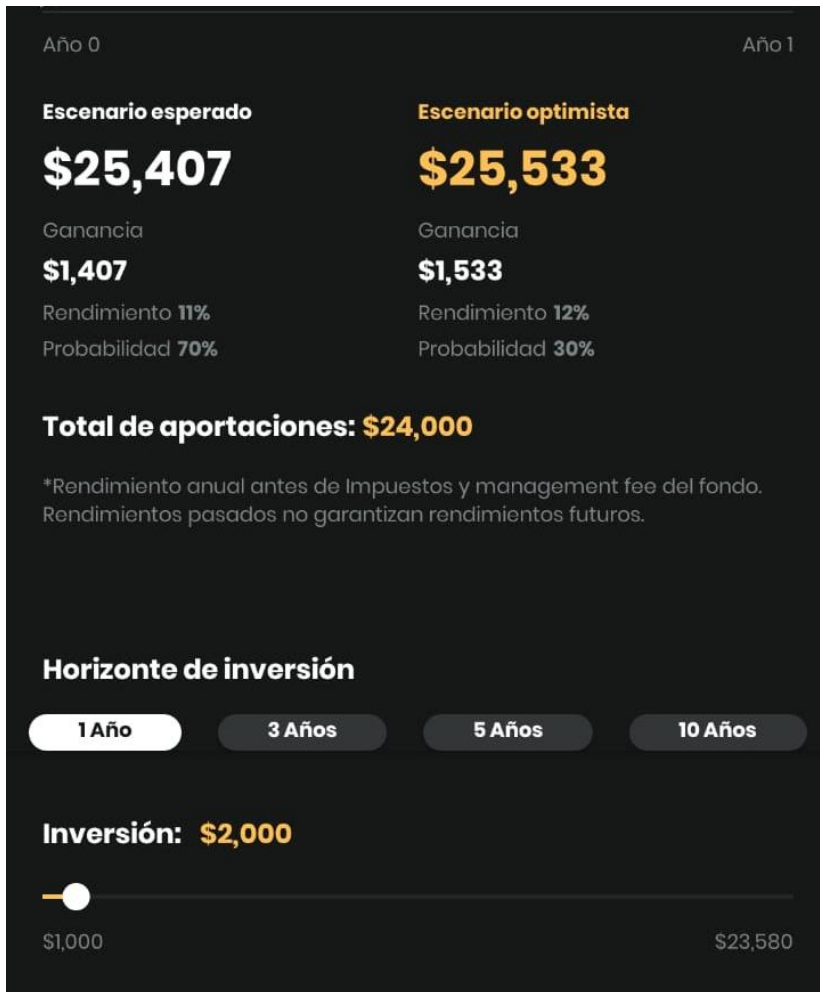 Año 0
Año 1
Escenario esperado
$25,407
Ganancia
$1,407
Rendimiento 11%
Probabilidad 70%
Escenario optimista
$25,533
Ganancia
$1,533
Rendimiento 12%
Probabilidad 30%
Total de aportaciones: $24,000
*Rendimiento anual antes de Impuestos y management fee del fondo.
Rendimientos pasados no garantizan rendimientos futuros.
Horizonte de inversión
1 Año
3 Años
5 Años
10 Años
Inversión: $2,000
$1,000
$23,580